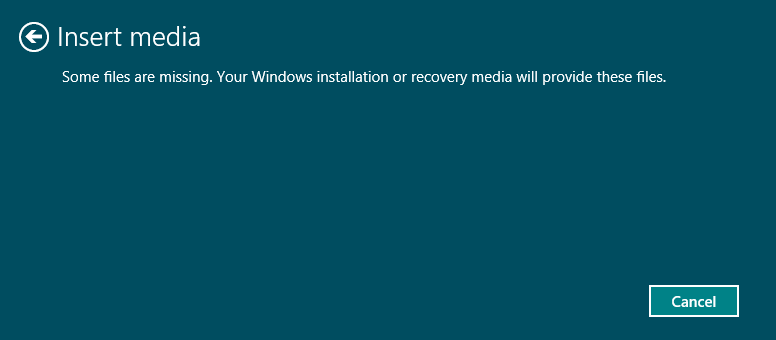 Insert media
Some files are missing. Your Windows installation or recovery media will provide these files.
Cancel